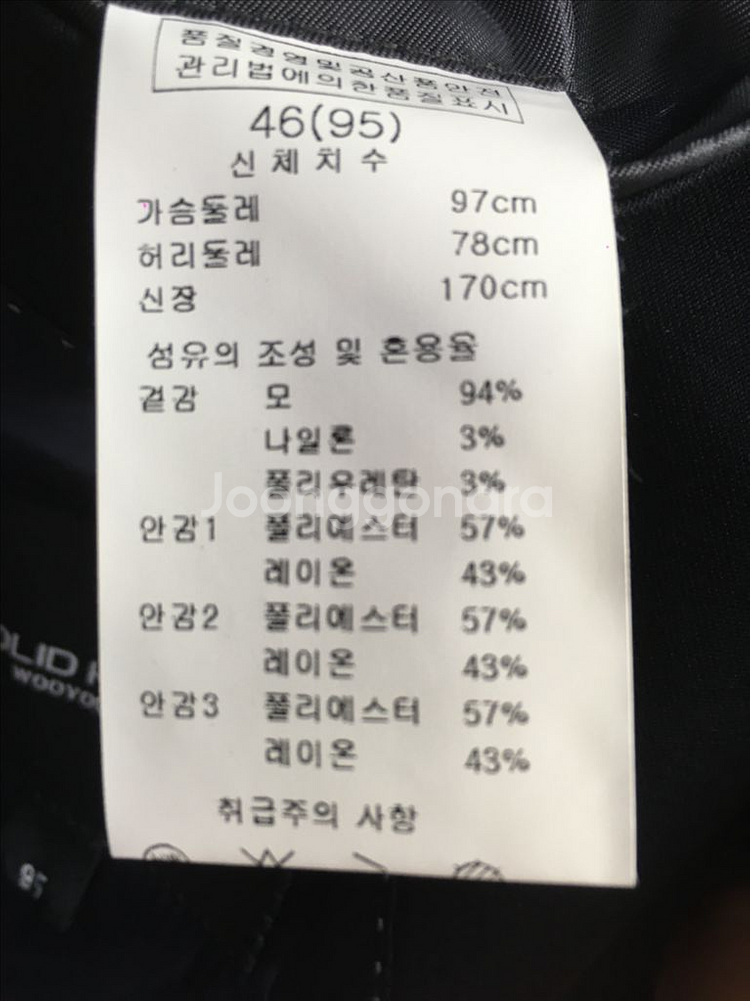 품질경영및공산품안전
관리법에의한품질표시
46(95)
신체치수
가슴둘레 97cm
허리둘레 78cm
신장 170cm
섬유의 조성 및 혼용율
겉감 모 94%
나일론 3%
폴리우레탄 3%
Joonggonara
안감1 폴리에스터 57%
레이온 43%
안감2 폴리에스터 57%
레이온 43%
안감3 폴리에스터 57%
레이온 43%
취급주의 사항
OLID H
WOOYO
95